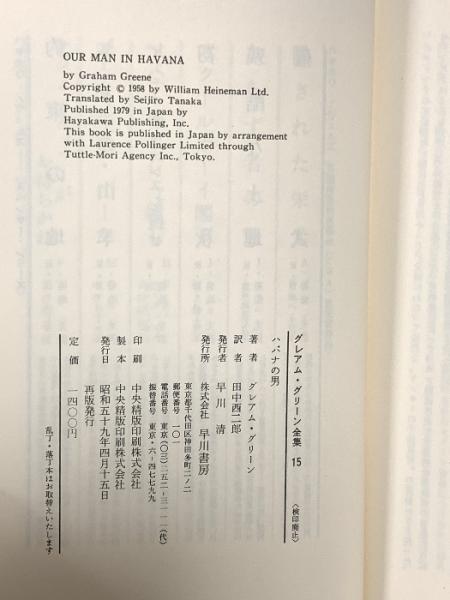 OUR MAN IN HAVANA
by Graham Greene
Copyright © 1958 by William Heineman Ltd.
Translated by Seijiro Tanaka
Published 1979 in Japan by
Hayakawa Publishing, Inc.
This book is published in Japan by arrangement
with Laurence Pollinger Limited through
Tuttle-Mori Agency Inc., Tokyo.
グレアム・グリーン全集 15
〈検印廃止〉
ハバナの男
著者 グレアム・グリーン
訳者 田中西二郎
発行者 早川 清
発行所 株式会社 早川書房
東京都千代田区神田多町二ノ二
郵便番号 一〇一
電話番号 東京・(〇三)二五二-三一一一(代)
振替番号 東京・六-四七七九九
印刷 中央精版印刷株式会社
製本 中央精版印刷株式会社
発行日 昭和五十九年四月十五日
再版発行
定価 一四〇〇円
乱丁・落丁本はお取替えいたします